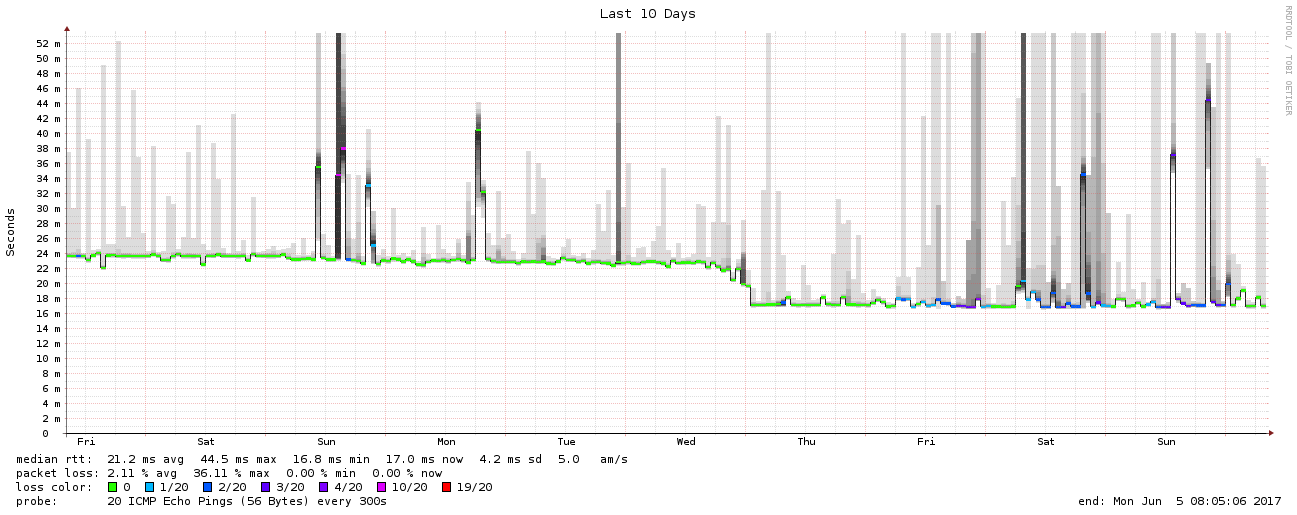 Last 10 Days
RRDTOOL / TOBI OETIKER
Seconds
52 m
50 m
48 m
46 m
44 m
42 m
40 m
38 m
36 m
34 m
32 m
30 m
28 m
26 m
24 m
22 m
20 m
18 m
16 m
14 m
12 m
10 m
8 m
6 m
4 m
2 m
0
Fri Sat Sun Mon Tue Wed Thu Fri Sat Sun
median rtt: 21.2 ms avg 44.5 ms max 16.8 ms min 17.0 ms now 4.2 ms sd 5.0 am/s
packet loss: 2.11 % avg 36.11 % max 0.00 % min 0.00 % now
loss color: 0 1/20 2/20 3/20 4/20 10/20 19/20
probe: 20 ICMP Echo Pings (56 Bytes) every 300s
end: Mon Jun 5 08:05:06 2017